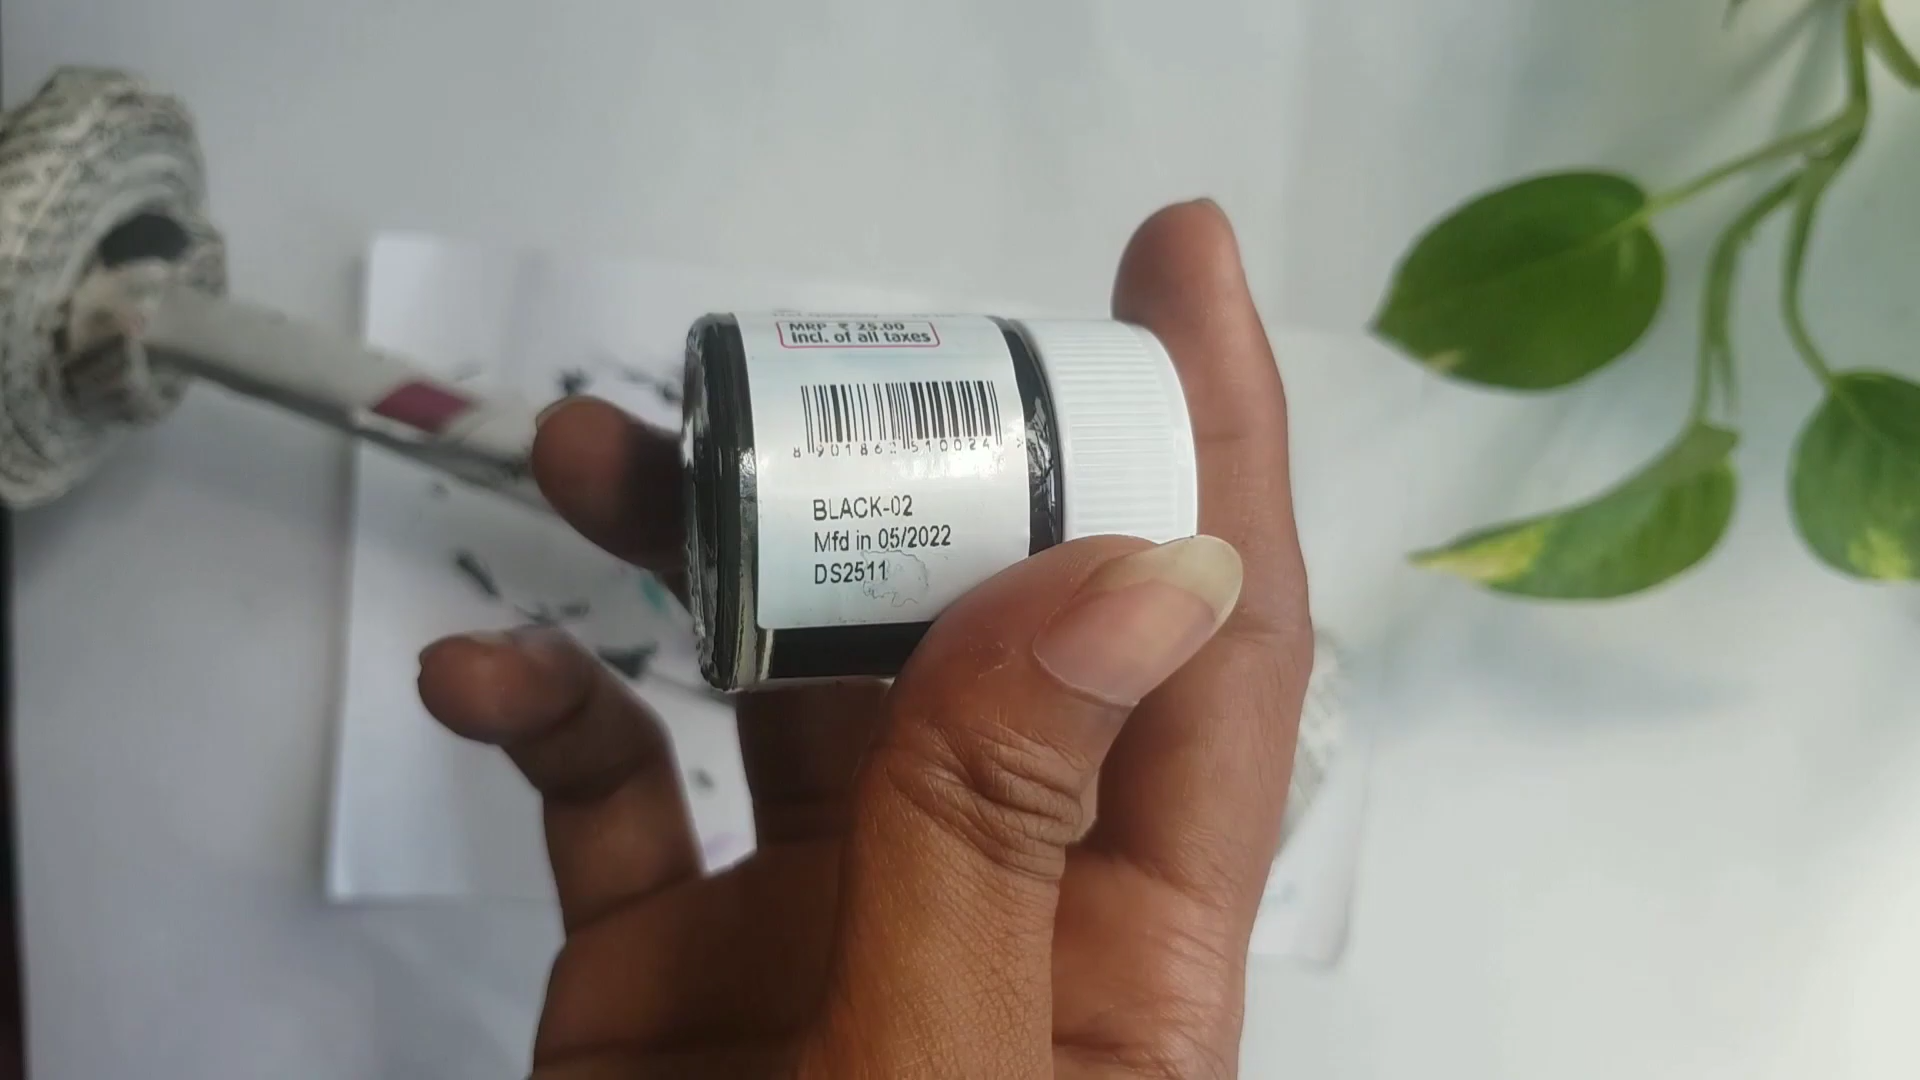 MRP ₹ 25.00
incl. of all taxes
BLACK-02
Mfd in 05/2022
DS2511